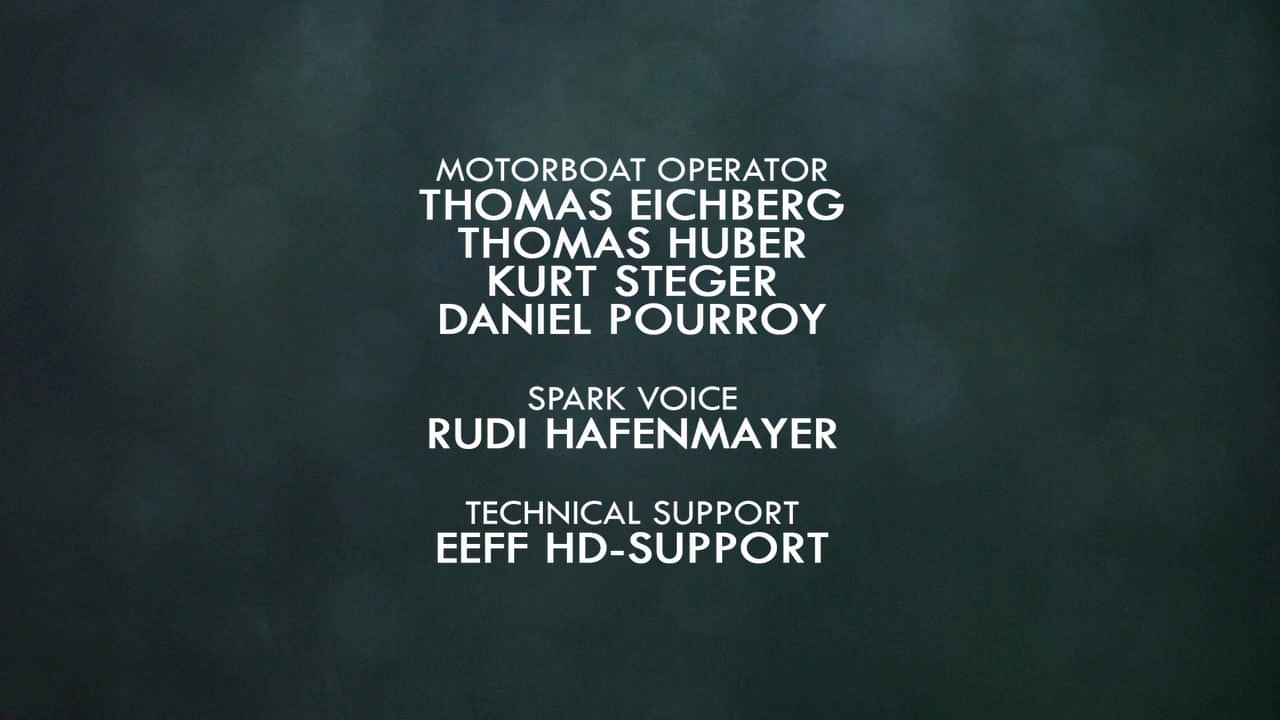 MOTORBOAT OPERATOR
THOMAS EICHBERG
THOMAS HUBER
KURT STEGER
DANIEL POURROY
SPARK VOICE
RUDI HAFENMAYER
TECHNICAL SUPPORT
EEFF HD-SUPPORT